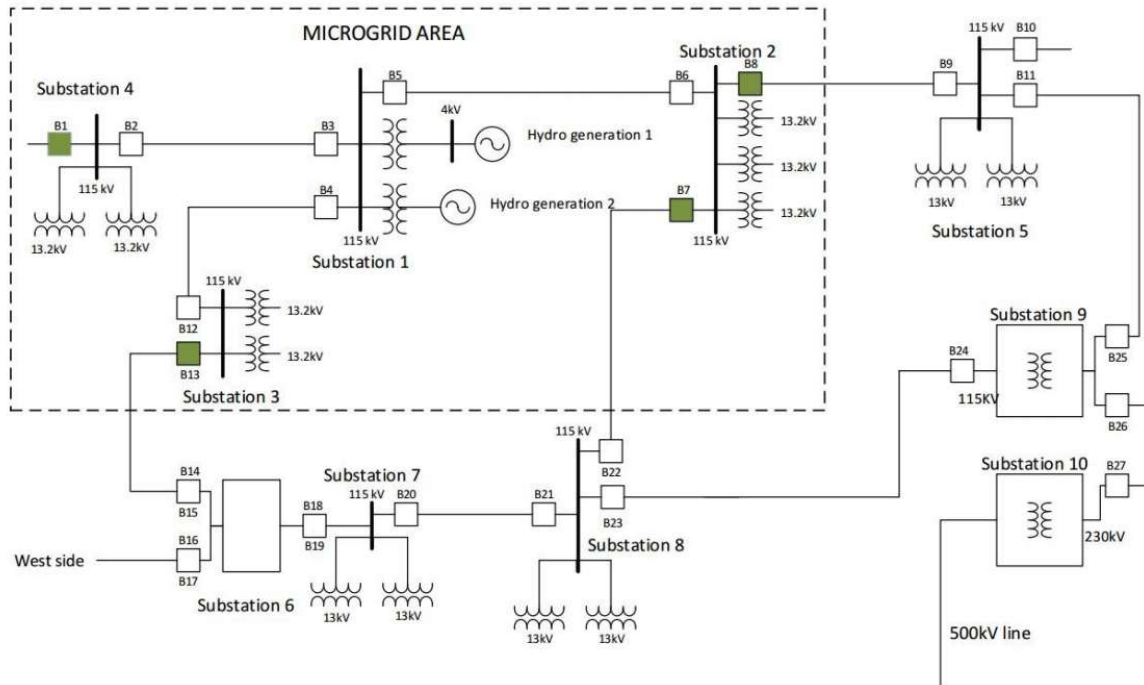 MICROGRID AREA
Substation 4
B1
B2
115 kV
13.2kV
13.2kV
B3
B4
B5
4kV
Hydro generation 1
Hydro generation 2
115 kV
Substation 1
Substation 2
B6
B8
13.2kV
13.2kV
B7
13.2kV
115 kV
115 kV
B12
13.2kV
13.2kV
B13
Substation 3
115 kV
B10
B9
B11
13kV
13kV
Substation 5
Substation 9
B24
115KV
B25
B26
Substation 10
B27
230kV
500kV line
B14
B15
B16
B17
West side
Substation 6
B18
B19
Substation 7
115 kV
B20
13kV
13kV
115 kV
B21
B22
B23
Substation 8
13kV
13kV